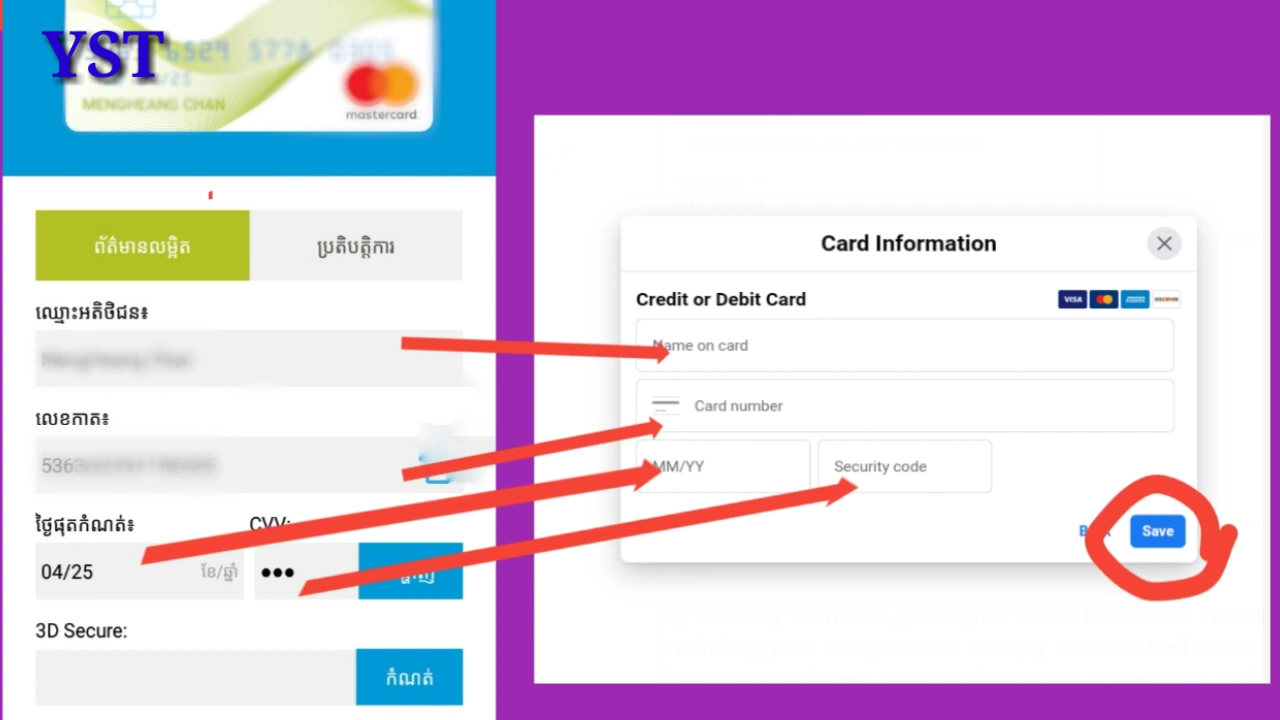 YST
MENGHEANG CHAN
mastercard
ព័ត៌មានលម្អិត
ប្រតិបត្តិការ
ឈ្មោះអតិថិជន៖
លេខកាត៖
ថ្ងៃផុតកំណត់៖
CVV:
04/25
ខែ/ឆ្នាំ
3D Secure:
កំណត់
Card Information
Credit or Debit Card
VISA
DISCOVER
Name on card
Card number
MM/YY
Security code
Save